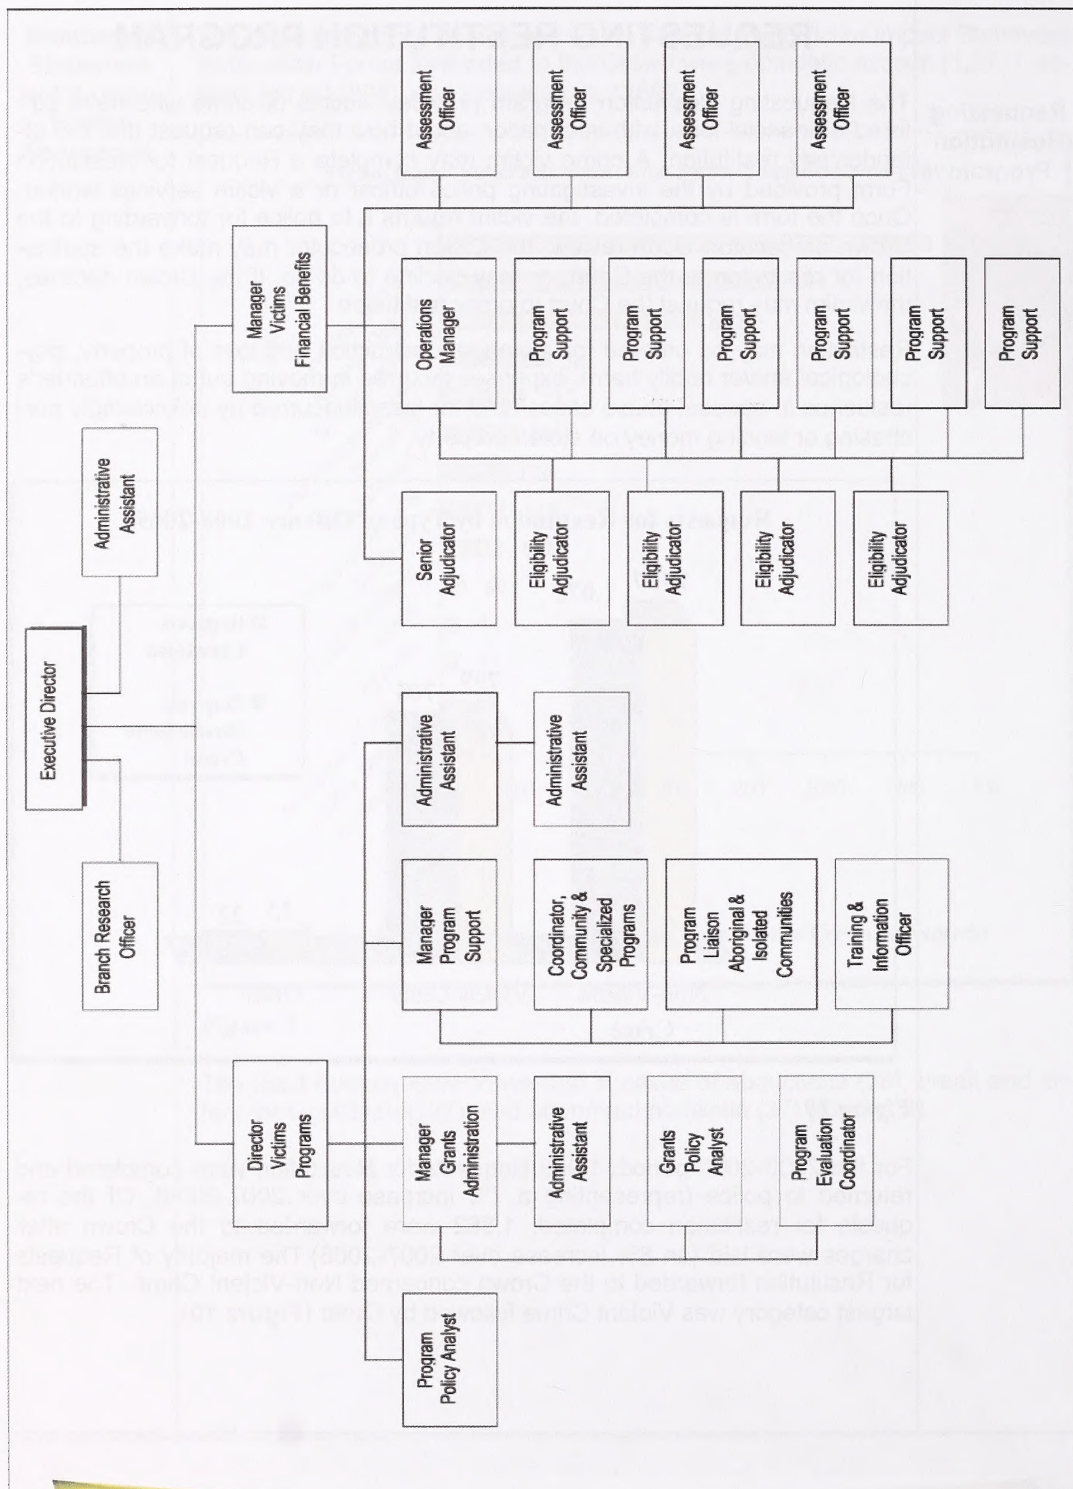 Executive Director
Branch Research
Officer
Administrative
Assistant
Director
Victims
Programs
Manager
Victims
Financial Benefits
Program
Policy Analyst
Manager
Grants
Administration
Administrative
Assistant
Grants
Policy
Analyst
Program
Evaluation
Coordinator
Manager
Program
Support
Coordinator,
Community &
Specialized
Programs
Program
Liaison
Aboriginal &
Isolated
Communities
Training &
Information
Officer
Administrative
Assistant
Administrative
Assistant
Senior
Adjudicator
Eligibility
Adjudicator
Eligibility
Adjudicator
Eligibility
Adjudicator
Eligibility
Adjudicator
Operations
Manager
Program
Support
Program
Support
Program
Support
Program
Support
Program
Support
Program
Support
Assessment
Officer
Assessment
Officer
Assessment
Officer
Assessment
Officer